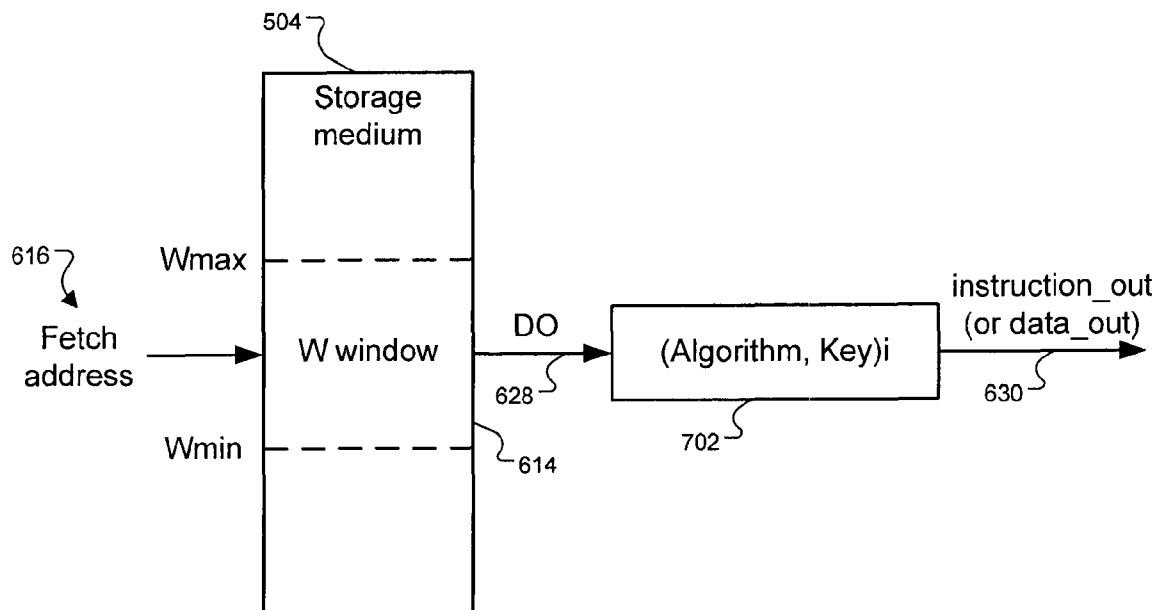 504
Storage
medium
616
Wmax
Fetch
address
W window
DO
628
(Algorithm, Key)i
702
instruction_out
(or data_out)
630
Wmin
614